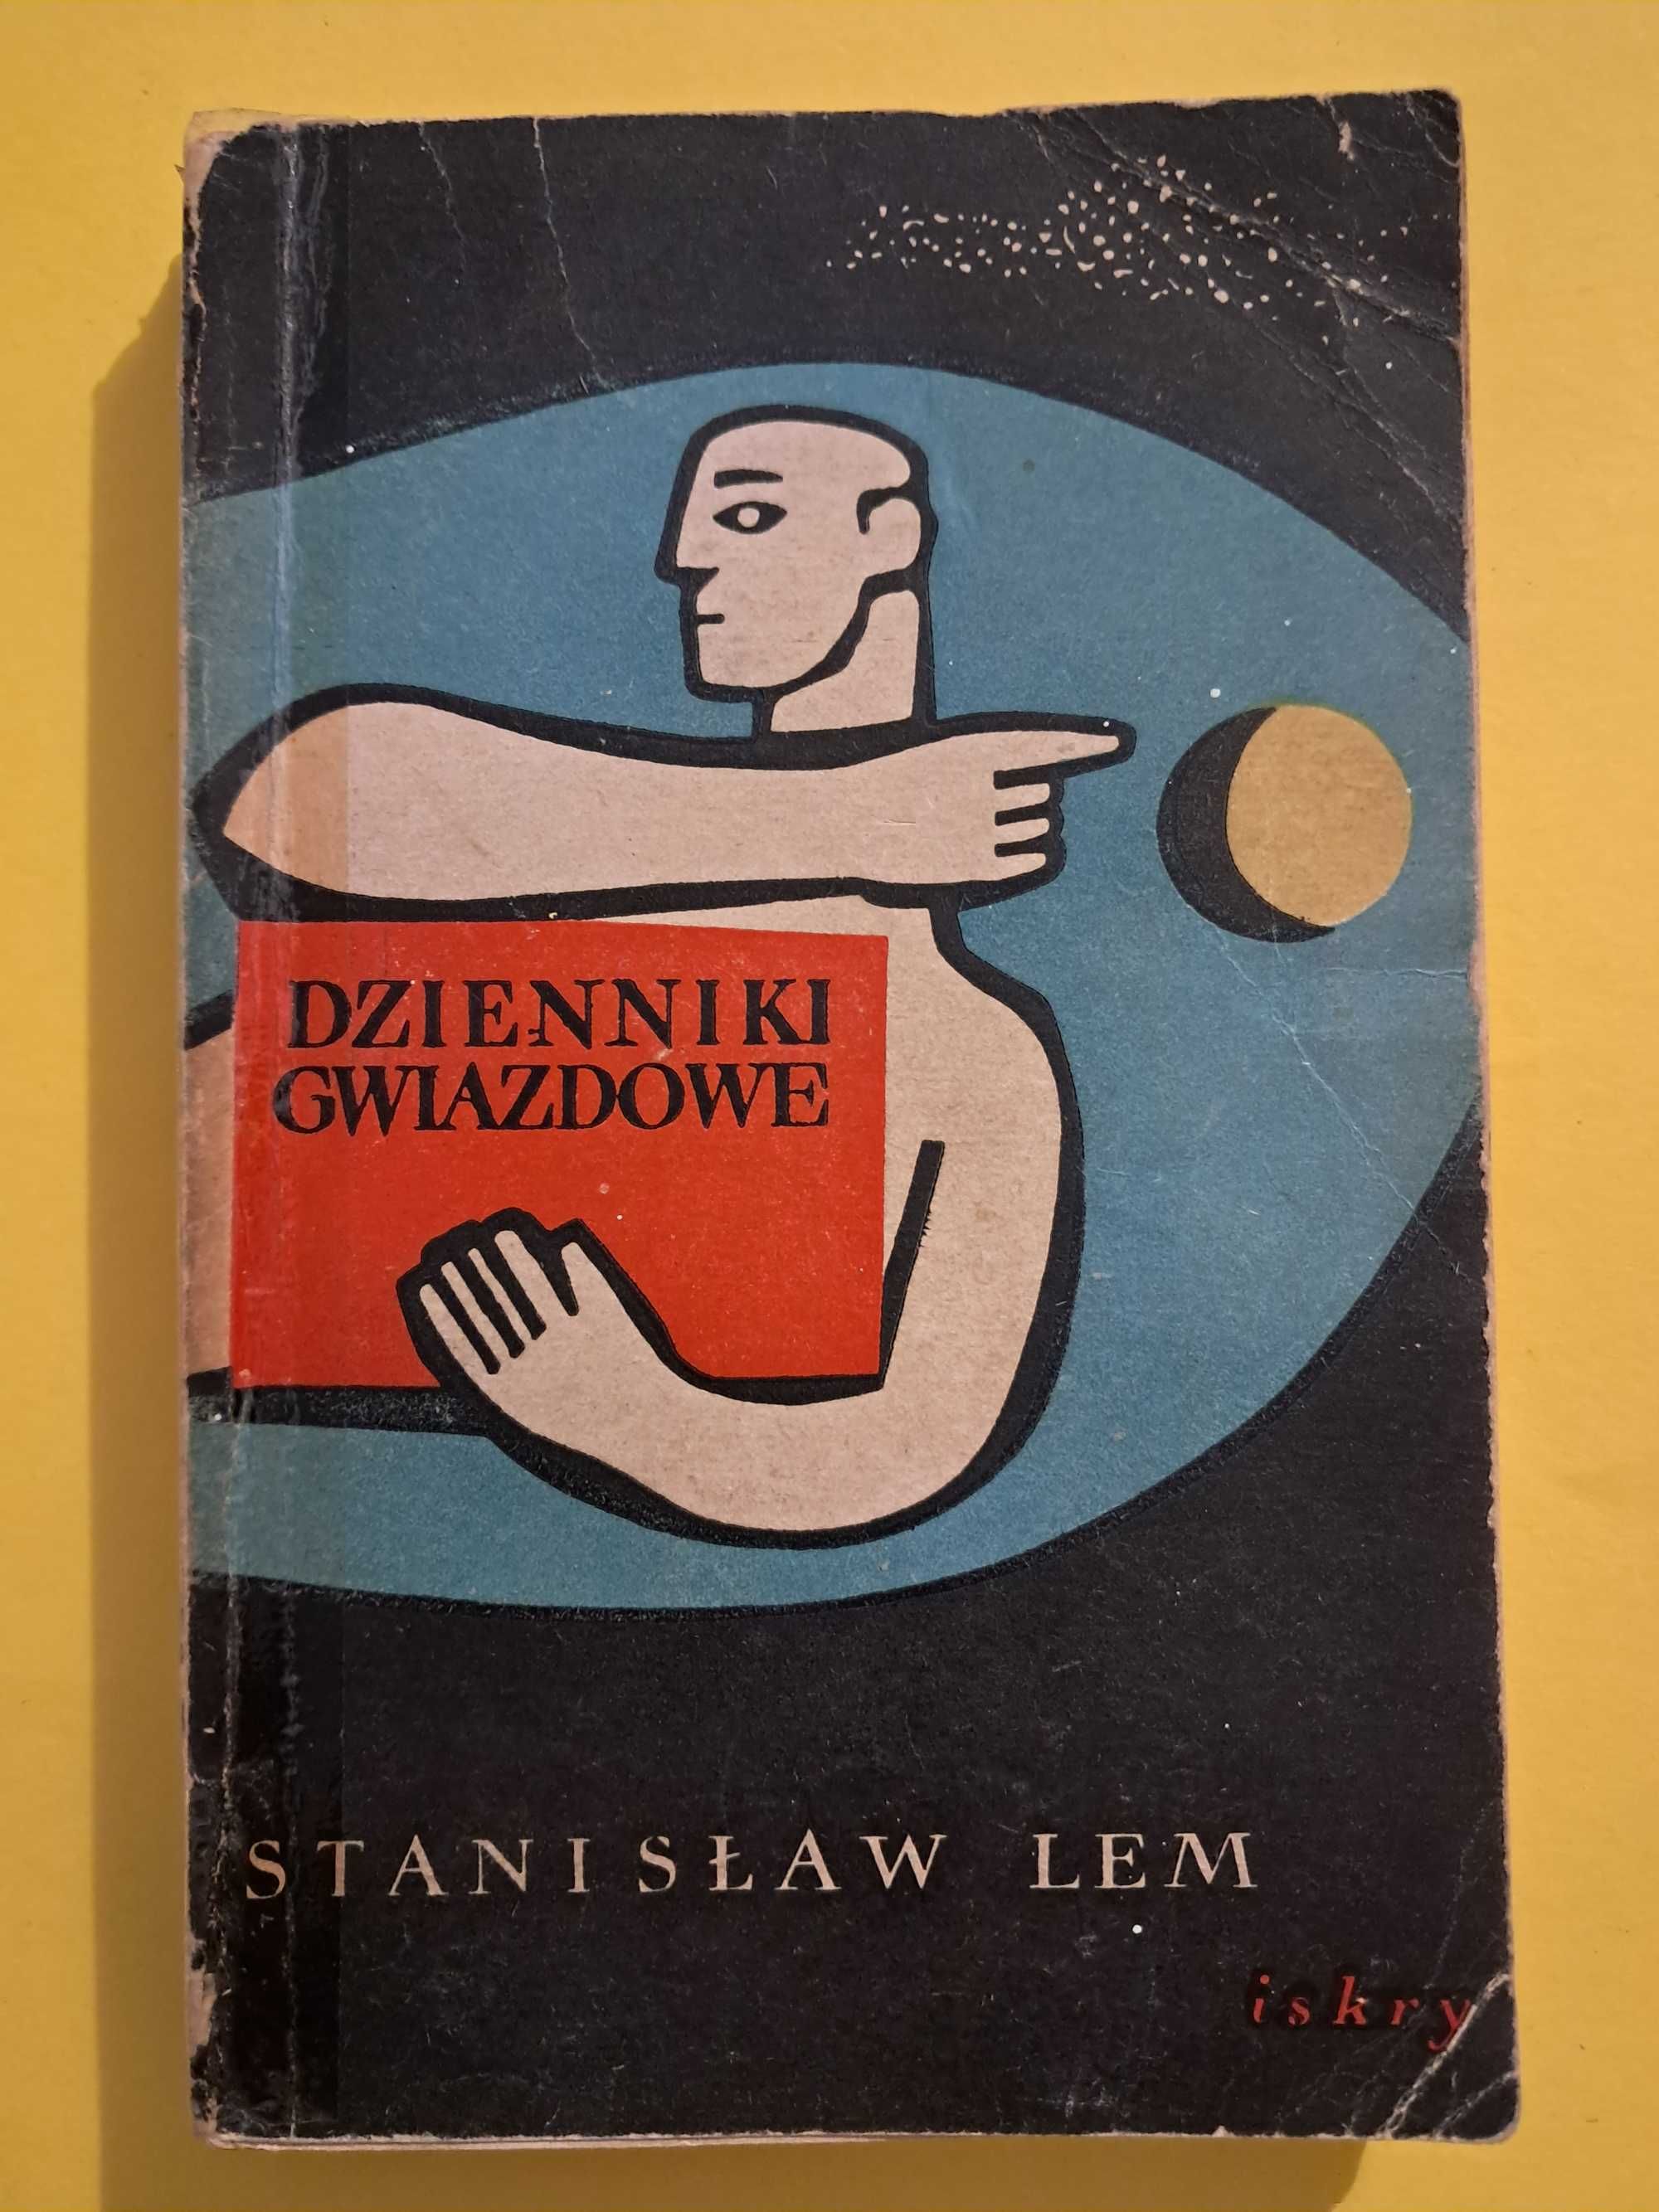 DZIENNIKI
GWIAZDOWE
STANISŁAW LEM
iskry